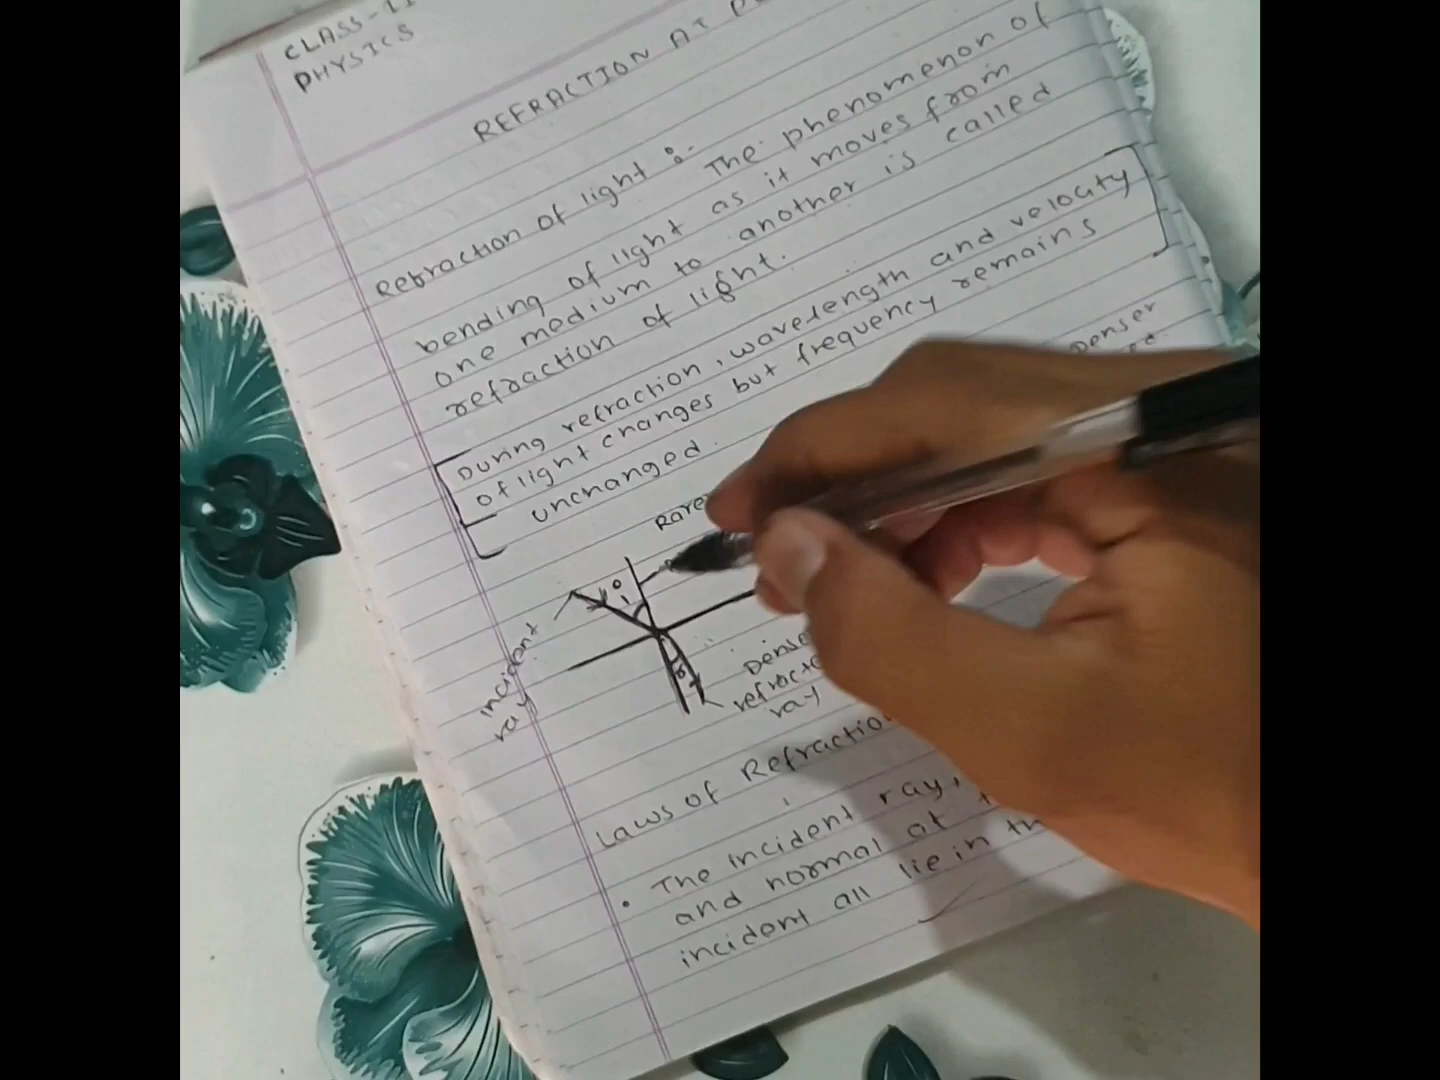 CLASS-11
PHYSICS
REFRACTION AT
Refraction of light :-
The phenomenon of
bending of light as it moves from
one medium to another is called
refraction of light.
During refraction, wavelength and velocity
of light changes but frequency remains
unchanged.
Denser
Rarer
i
incident
ray
r
refracted
ray
Laws of Refraction
• The incident ray,
and normal at
incident all lie in